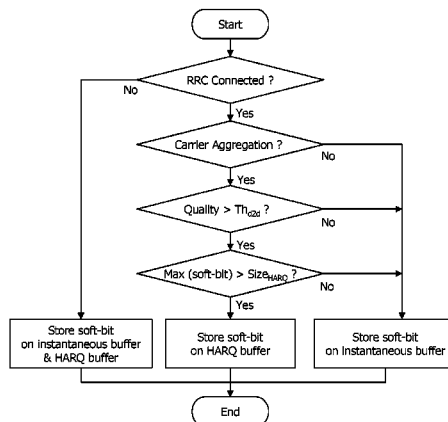 Start
RRC Connected ?
No
Yes
Carrier Aggregation ?
No
Yes
Quality > Th_d2d ?
No
Yes
Max (soft-bit) > Size_HARQ ?
No
Yes
Store soft-bit
on instantaneous buffer
& HARQ buffer
Store soft-bit
on HARQ buffer
Store soft-bit
on Instantaneous buffer
End